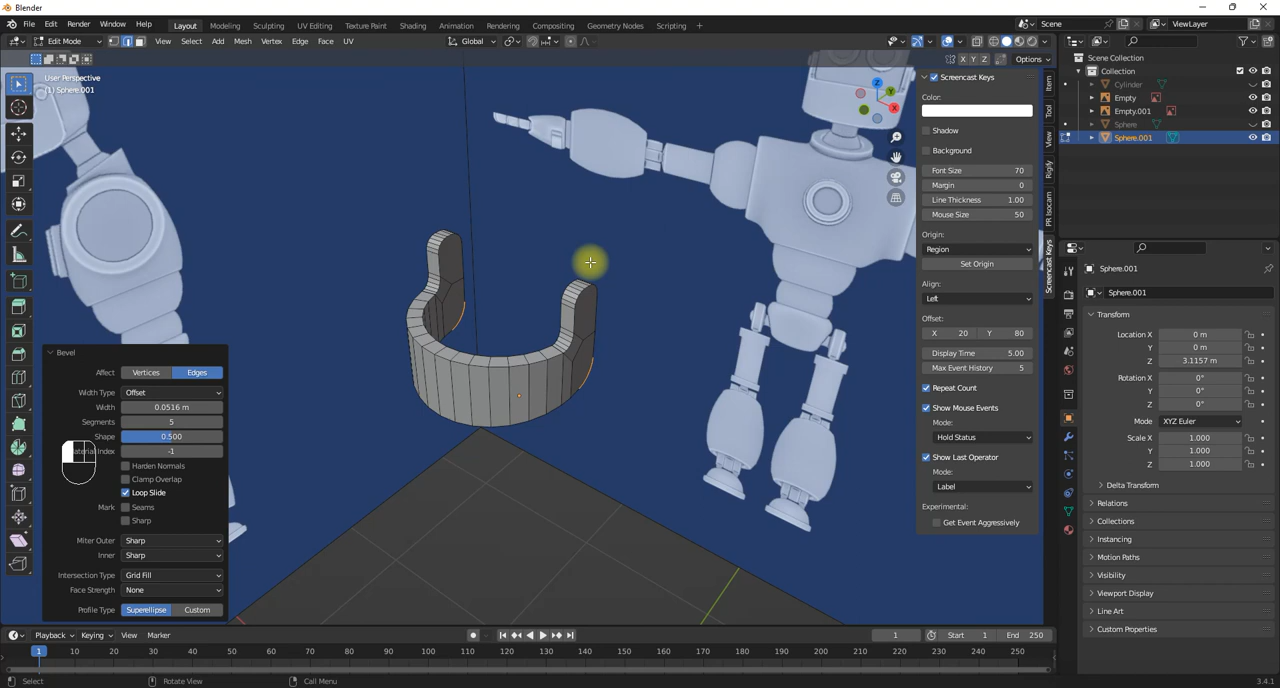 Blender
File Edit Render Window Help Layout Modeling Sculpting UV Editing Texture Paint Shading Animation Rendering Compositing Geometry Nodes Scripting + Scene ViewLayer
Edit Mode View Select Add Mesh Vertex Edge Face UV Global
X Y Z Options
User Perspective
(1) Sphere.001
Z
Y
X
Bevel
Affect Vertices Edges
Width Type Offset
Width 0.0516 m
Segments 5
Shape 0.500
Material Index -1
Harden Normals
Clamp Overlap
Loop Slide
Mark Seams
Sharp
Miter Outer Sharp
Inner Sharp
Intersection Type Grid Fill
Face Strength None
Profile Type Superellipse Custom
Screencast Keys
Color:
Shadow
Background
Font Size 70
Margin 0
Line Thickness 1.00
Mouse Size 50
Origin:
Region
Set Origin
Align:
Left
Offset:
X 20 Y 80
Display Time 5.00
Max Event History 5
Repeat Count
Show Mouse Events
Mode:
Hold Status
Show Last Operator
Mode:
Label
Experimental:
Get Event Aggressively
Item
Tool
View
Rigify
PR Isocam
Screencast Keys
Scene Collection
Collection
Cylinder
Empty
Empty.001
Sphere
Sphere.001
Sphere.001
Sphere.001
Transform
Location X 0 m
Y 0 m
Z 3.1157 m
Rotation X 0°
Y 0°
Z 0°
Mode XYZ Euler
Scale X 1.000
Y 1.000
Z 1.000
Delta Transform
Relations
Collections
Instancing
Motion Paths
Visibility
Viewport Display
Line Art
Custom Properties
Playback Keying View Marker 1 Start 1 End 250
1 10 20 30 40 50 60 70 80 90 100 110 120 130 140 150 160 170 180 190 200 210 220 230 240 250
Select Rotate View Call Menu 3.4.1